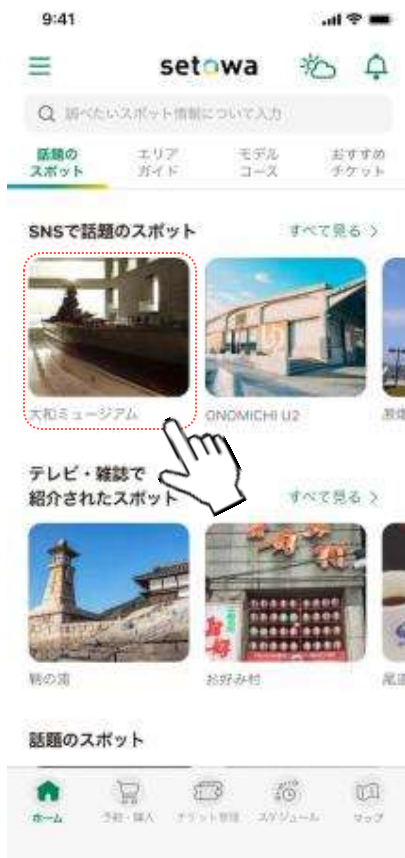 9:41
setowa
調べたいスポット情報について入力
話題の
スポット
エリア
ガイド
モデル
コース
おすすめ
チケット
SNSで話題のスポット
すべて見る >
大和ミュージアム
ONOMICHI U2
テレビ・雑誌で
紹介されたスポット
すべて見る >
鞆の浦
お好み村
尾道
話題のスポット
ホーム
予約・購入
チケット管理
スケジュール
マップ